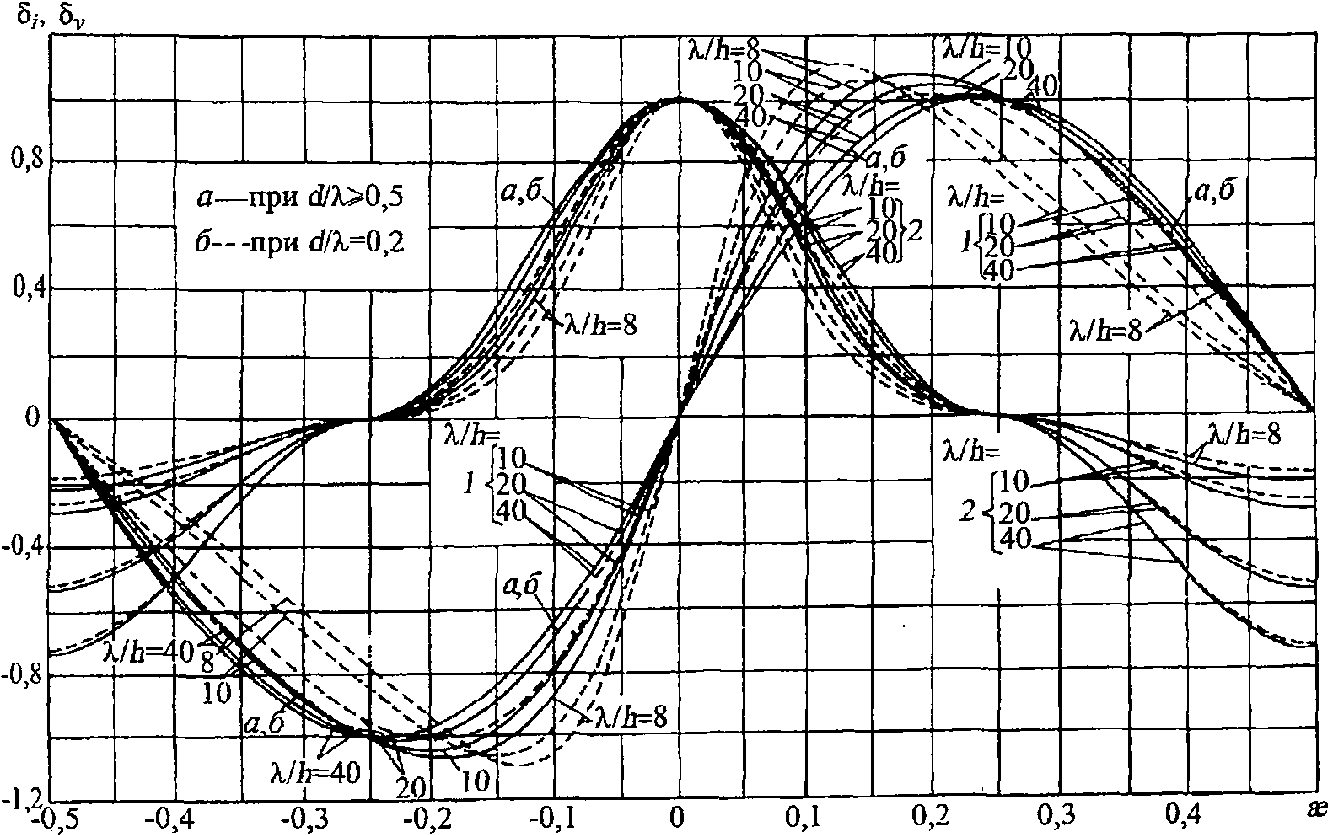 δi, δv
λ/h=8
λ/h=10
10
20
20
40
40
0,8
а,б
а,б
а—при d/λ⩾0,5
λ/h=
λ/h=
а,б
б---при d/λ=0,2
10
20 } 2
40
1 { 10
20
40
0,4
λ/h=8
λ/h=8
0
λ/h=
λ/h=
λ/h=8
1 { 10
20
40
2 { 10
20
40
-0,4
а,б
λ/h=40
8
-0,8
10
а,б
λ/h=8
λ/h=40
20
10
-1,2
-0,5 -0,4 -0,3 -0,2 -0,1 0 0,1 0,2 0,3 0,4 æ